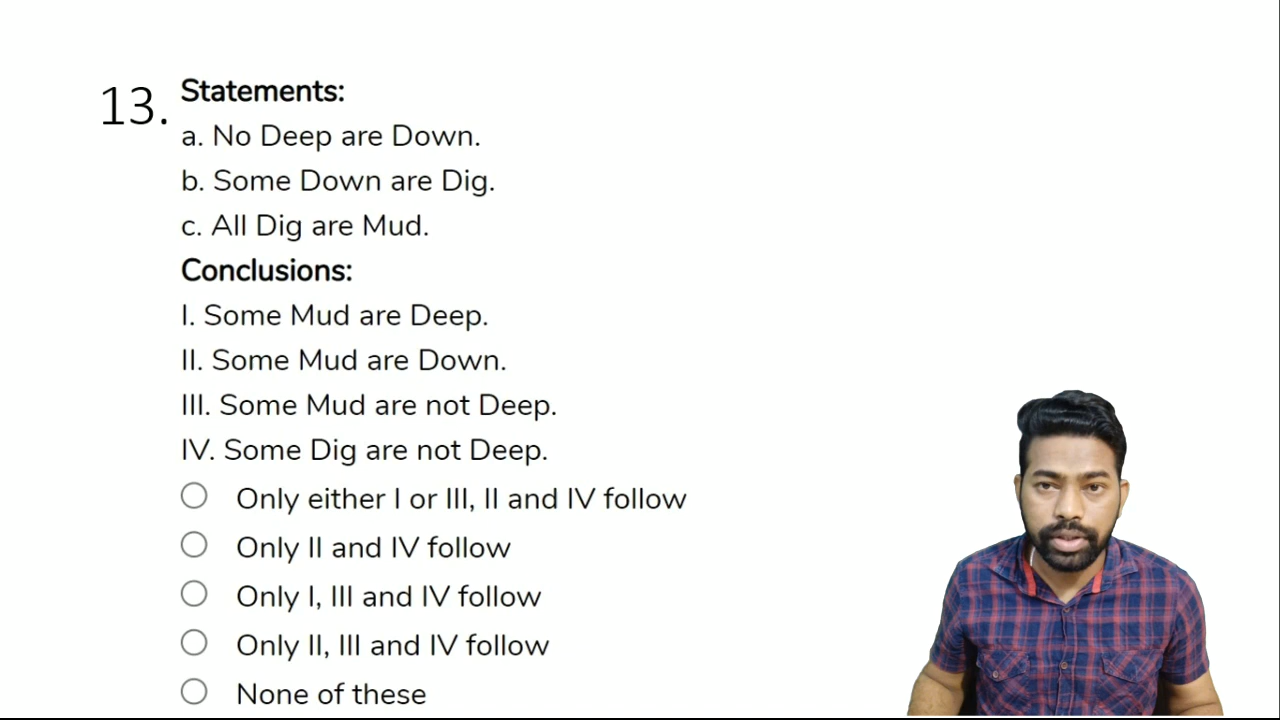 13. Statements:
a. No Deep are Down.
b. Some Down are Dig.
c. All Dig are Mud.
Conclusions:
I. Some Mud are Deep.
II. Some Mud are Down.
III. Some Mud are not Deep.
IV. Some Dig are not Deep.
Only either I or III, II and IV follow
Only II and IV follow
Only I, III and IV follow
Only II, III and IV follow
None of these